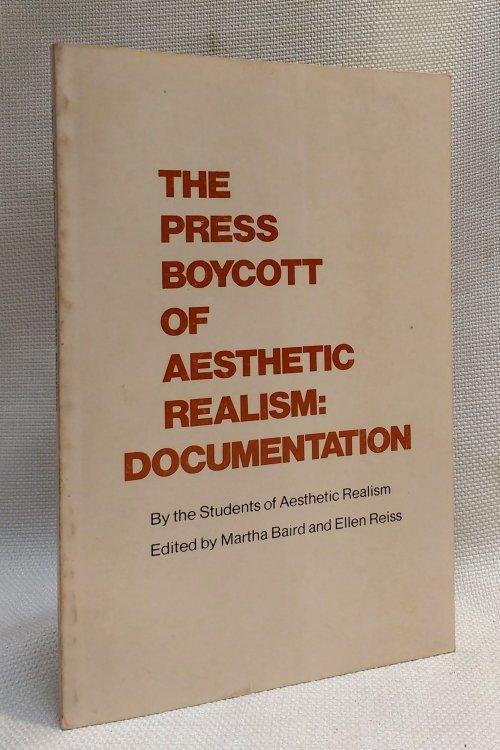 THE
PRESS
BOYCOTT
OF
AESTHETIC
REALISM:
DOCUMENTATION
By the Students of Aesthetic Realism
Edited by Martha Baird and Ellen Reiss